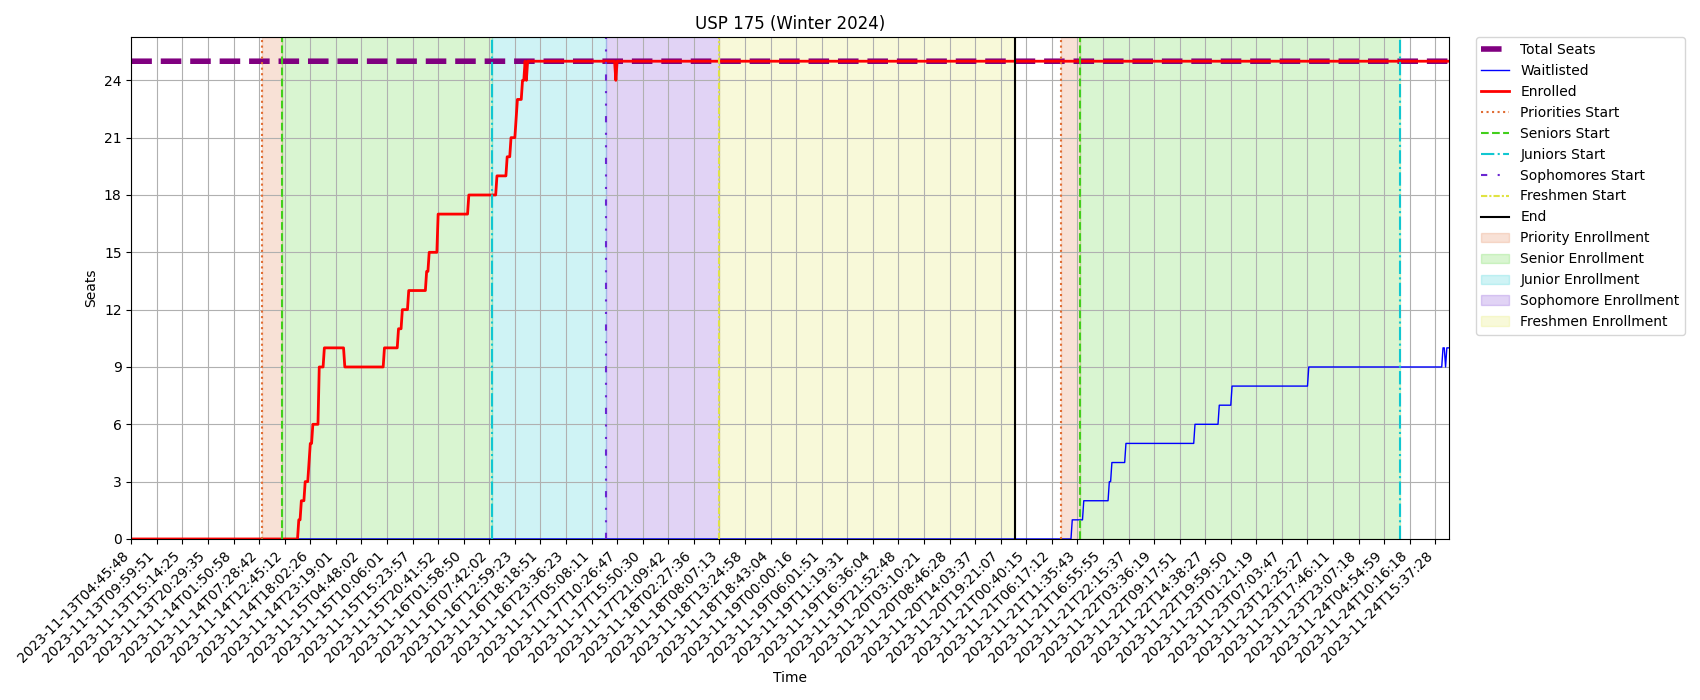 USP 175 (Winter 2024)
Seats
24
21
18
15
12
9
6
3
0
2023-11-13T04:45:48
2023-11-13T09:59:51
2023-11-13T15:14:25
2023-11-13T20:29:35
2023-11-14T01:50:58
2023-11-14T07:28:42
2023-11-14T12:45:12
2023-11-14T18:02:26
2023-11-14T23:19:01
2023-11-15T04:48:02
2023-11-15T10:06:01
2023-11-15T15:23:57
2023-11-15T20:41:52
2023-11-16T01:58:50
2023-11-16T07:42:02
2023-11-16T12:59:23
2023-11-16T18:18:51
2023-11-16T23:36:23
2023-11-17T05:08:11
2023-11-17T10:26:47
2023-11-17T15:50:30
2023-11-17T21:09:42
2023-11-18T02:27:36
2023-11-18T08:07:13
2023-11-18T13:24:58
2023-11-18T18:43:04
2023-11-19T00:00:16
2023-11-19T06:01:51
2023-11-19T11:19:31
2023-11-19T16:36:04
2023-11-19T21:52:48
2023-11-20T03:10:21
2023-11-20T08:46:28
2023-11-20T14:03:37
2023-11-20T19:21:07
2023-11-21T00:40:15
2023-11-21T06:17:12
2023-11-21T11:35:43
2023-11-21T16:55:55
2023-11-21T22:15:37
2023-11-22T03:36:19
2023-11-22T09:17:51
2023-11-22T14:38:27
2023-11-22T19:59:50
2023-11-23T01:21:19
2023-11-23T07:03:47
2023-11-23T12:25:27
2023-11-23T17:46:11
2023-11-23T23:07:18
2023-11-24T04:54:59
2023-11-24T10:16:18
2023-11-24T15:37:28
Time
Total Seats
Waitlisted
Enrolled
Priorities Start
Seniors Start
Juniors Start
Sophomores Start
Freshmen Start
End
Priority Enrollment
Senior Enrollment
Junior Enrollment
Sophomore Enrollment
Freshmen Enrollment